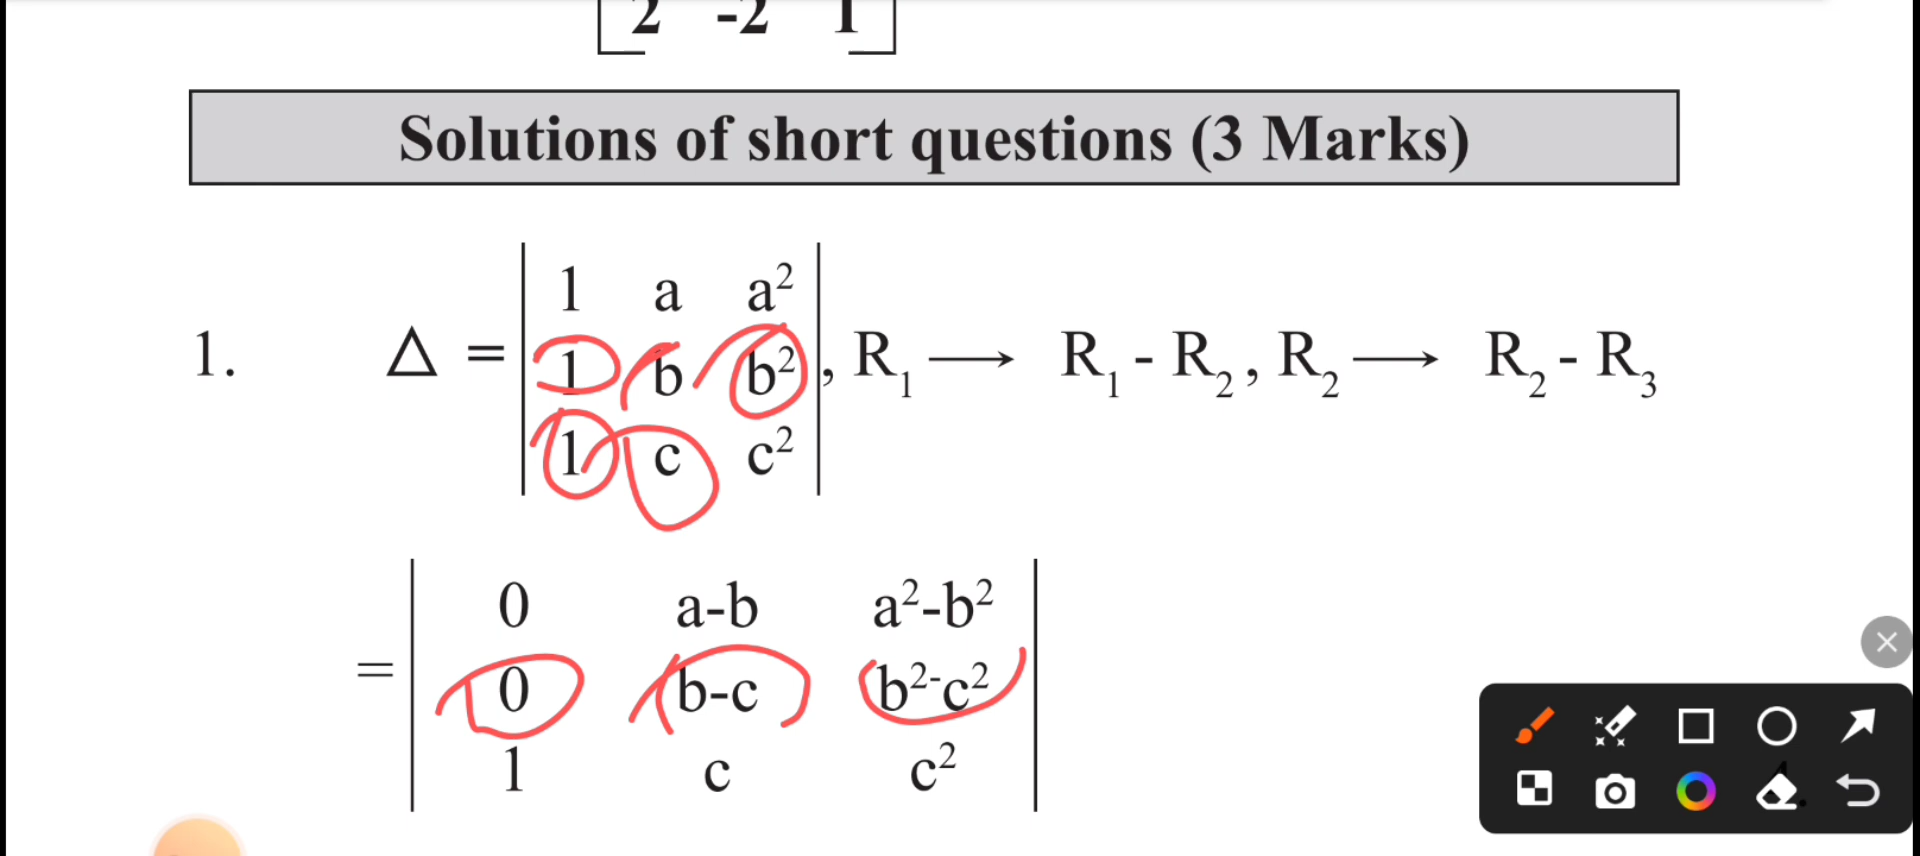 2 -2 1
Solutions of short questions (3 Marks)
1. Δ = | 1 a a² |
| 1 b b² | , R₁ ⟶ R₁ - R₂ , R₂ ⟶ R₂ - R₃
| 1 c c² |
= | 0 a-b a²-b² |
| 0 b-c b²-c² |
| 1 c c² |